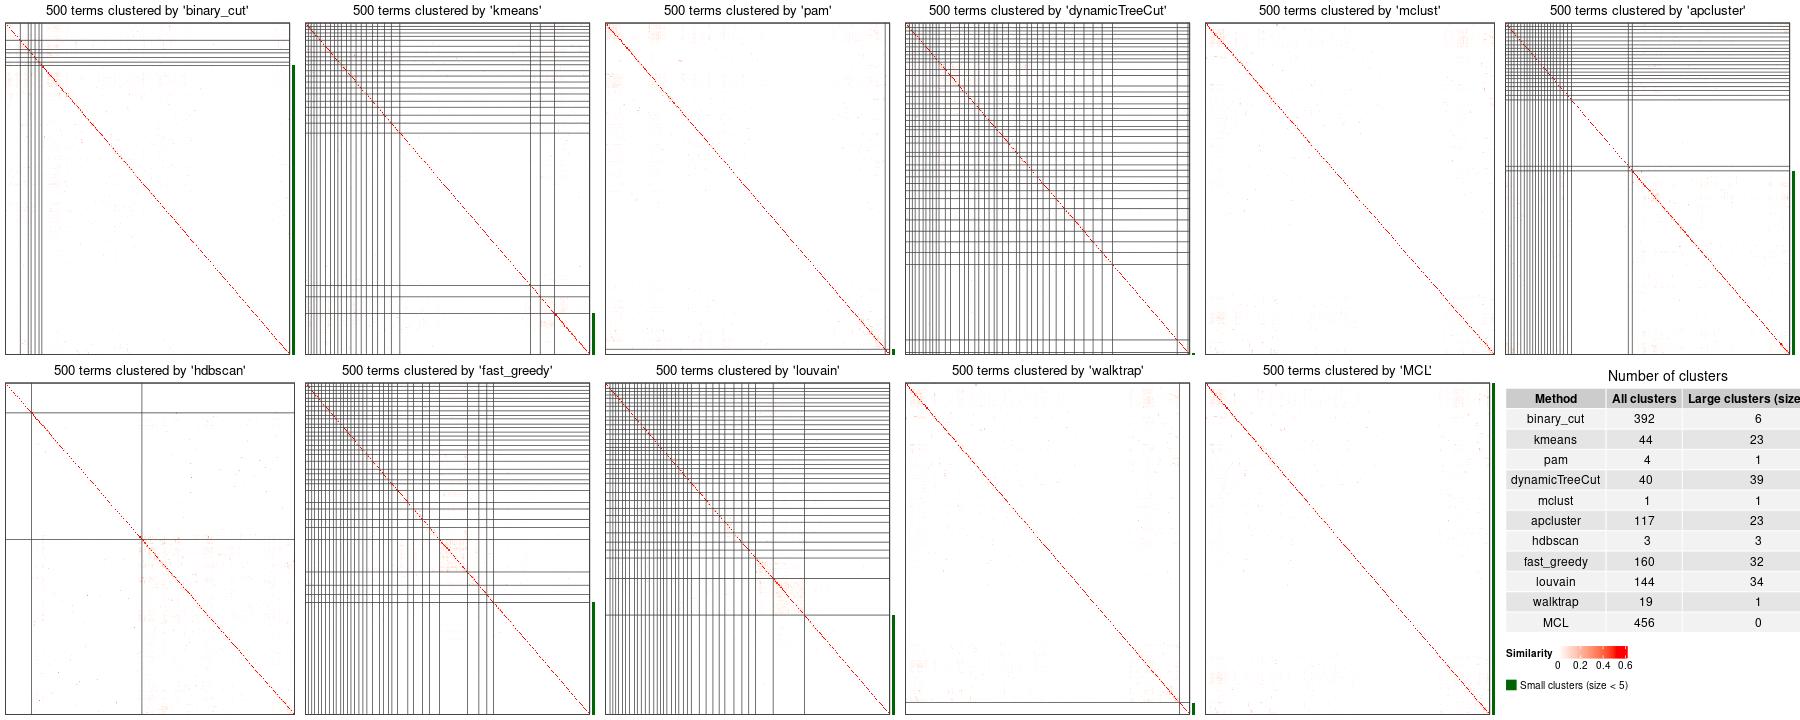 500 terms clustered by 'binary_cut'
500 terms clustered by 'kmeans'
500 terms clustered by 'pam'
500 terms clustered by 'dynamicTreeCut'
500 terms clustered by 'mclust'
500 terms clustered by 'apcluster'
500 terms clustered by 'hdbscan'
500 terms clustered by 'fast_greedy'
500 terms clustered by 'louvain'
500 terms clustered by 'walktrap'
500 terms clustered by 'MCL'
Number of clusters
Method All clusters Large clusters (size
binary_cut 392 6
kmeans 44 23
pam 4 1
dynamicTreeCut 40 39
mclust 1 1
apcluster 117 23
hdbscan 3 3
fast_greedy 160 32
louvain 144 34
walktrap 19 1
MCL 456 0
Similarity
0 0.2 0.4 0.6
Small clusters (size < 5)